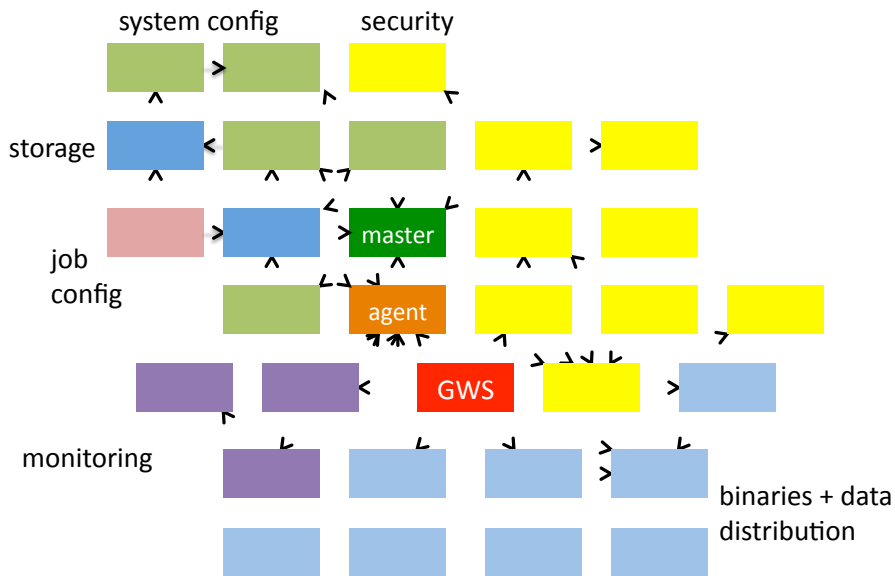 system config
security
storage
master
job
config
agent
GWS
monitoring
binaries + data
distribution